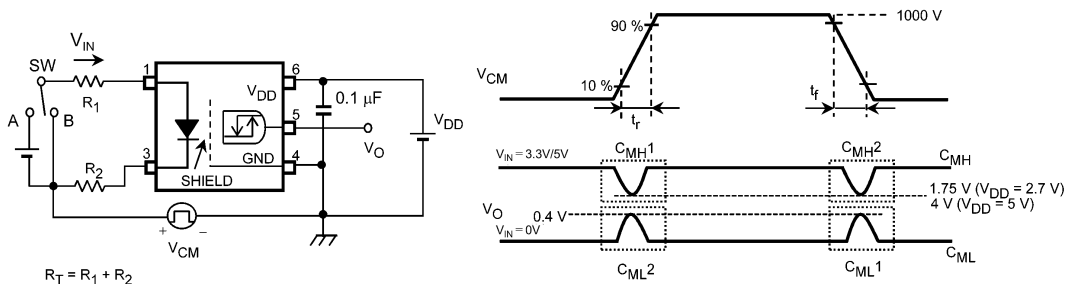 V_IN
SW
A
B
R_1
R_2
1
3
SHIELD
V_DD
GND
6
5
4
0.1 μF
V_O
V_DD
+ −
V_CM
R_T = R_1 + R_2
1000 V
90 %
V_CM
10 %
t_r
t_f
C_MH1
C_MH2
V_IN = 3.3V/5V
C_MH
1.75 V (V_DD = 2.7 V)
4 V (V_DD = 5 V)
V_O
0.4 V
V_IN = 0V
C_ML2
C_ML1
C_ML